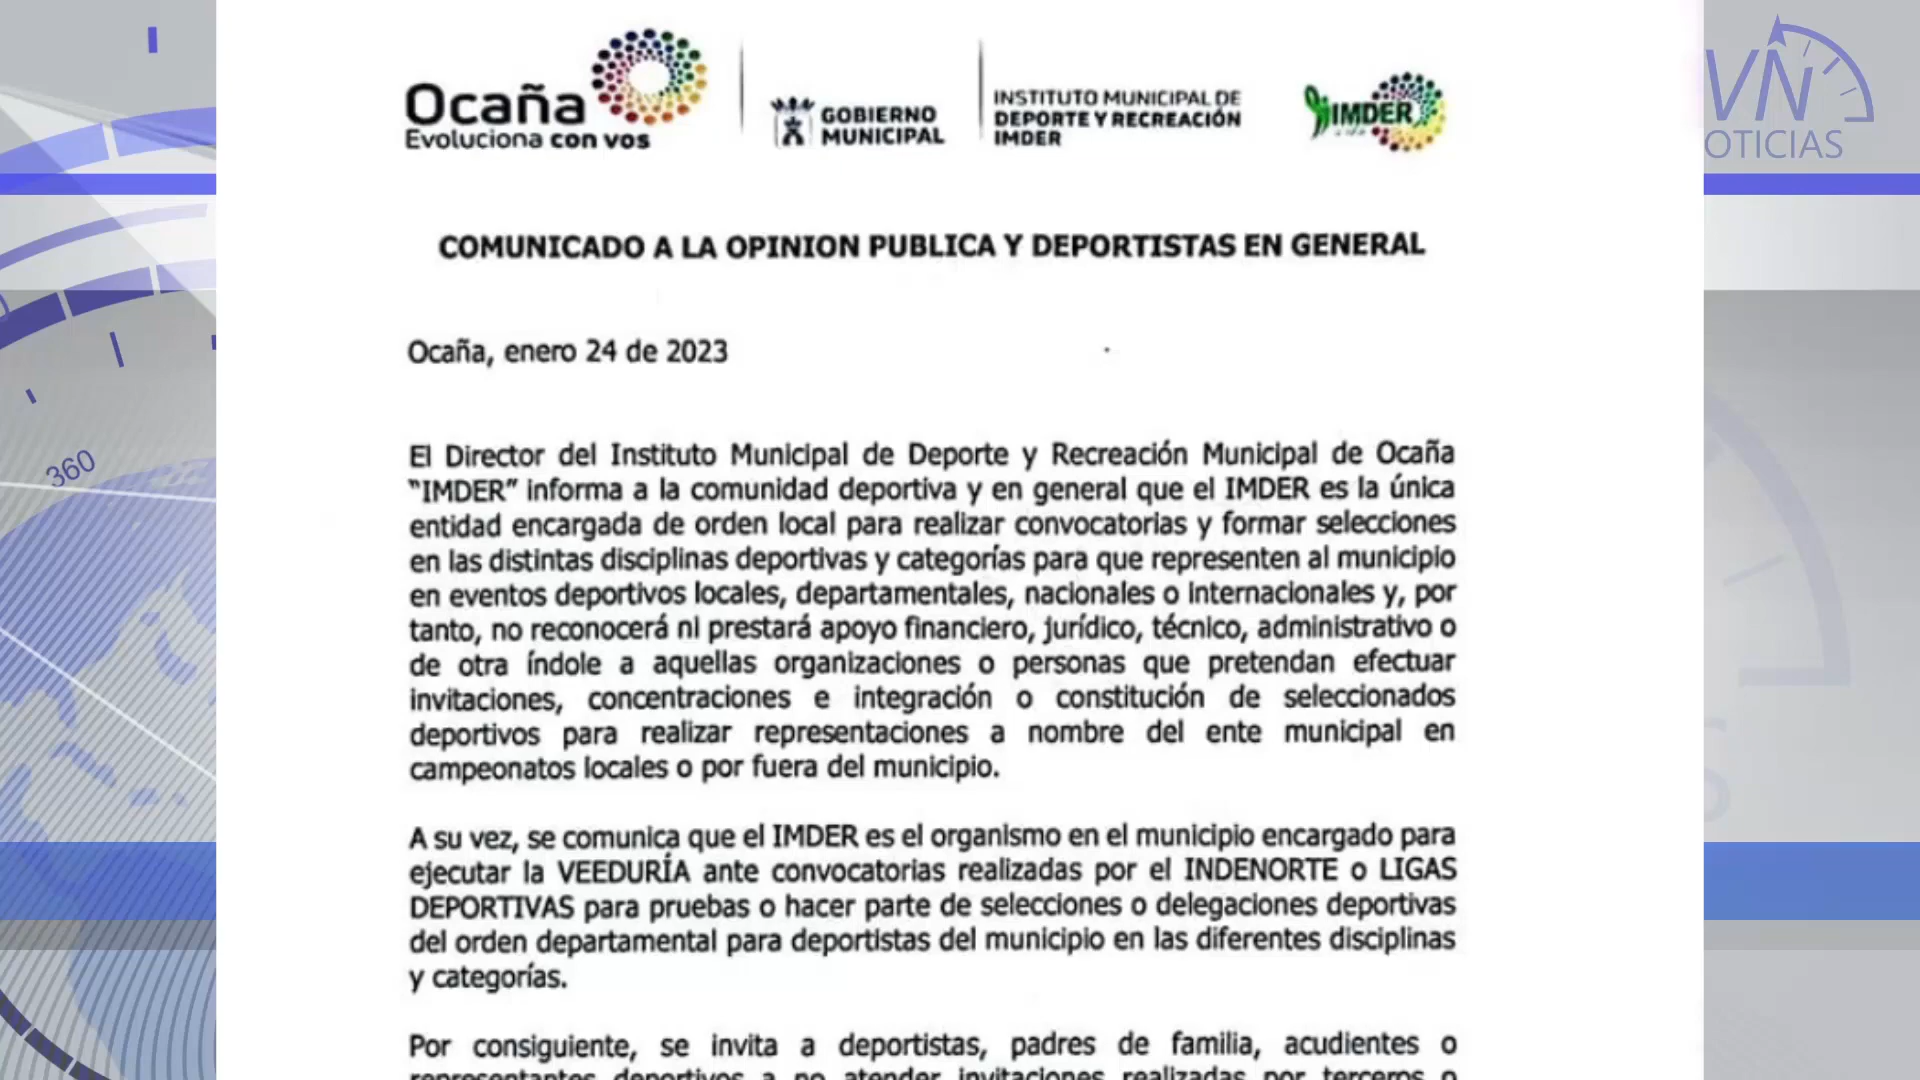 Ocaña
Evoluciona con vos
GOBIERNO
MUNICIPAL
INSTITUTO MUNICIPAL DE
DEPORTE Y RECREACIÓN
IMDER
IMDER
VN
OTICIAS
COMUNICADO A LA OPINION PUBLICA Y DEPORTISTAS EN GENERAL
Ocaña, enero 24 de 2023
360
El Director del Instituto Municipal de Deporte y Recreación Municipal de Ocaña
“IMDER” informa a la comunidad deportiva y en general que el IMDER es la única
entidad encargada de orden local para realizar convocatorias y formar selecciones
en las distintas disciplinas deportivas y categorías para que representen al municipio
en eventos deportivos locales, departamentales, nacionales o internacionales y, por
tanto, no reconocerá ni prestará apoyo financiero, jurídico, técnico, administrativo o
de otra índole a aquellas organizaciones o personas que pretendan efectuar
invitaciones, concentraciones e integración o constitución de seleccionados
deportivos para realizar representaciones a nombre del ente municipal en
campeonatos locales o por fuera del municipio.
A su vez, se comunica que el IMDER es el organismo en el municipio encargado para
ejecutar la VEEDURÍA ante convocatorias realizadas por el INDENORTE o LIGAS
DEPORTIVAS para pruebas o hacer parte de selecciones o delegaciones deportivas
del orden departamental para deportistas del municipio en las diferentes disciplinas
y categorías.
Por consiguiente, se invita a deportistas, padres de familia, acudientes o
representantes deportivos a no atender invitaciones realizadas por terceros o